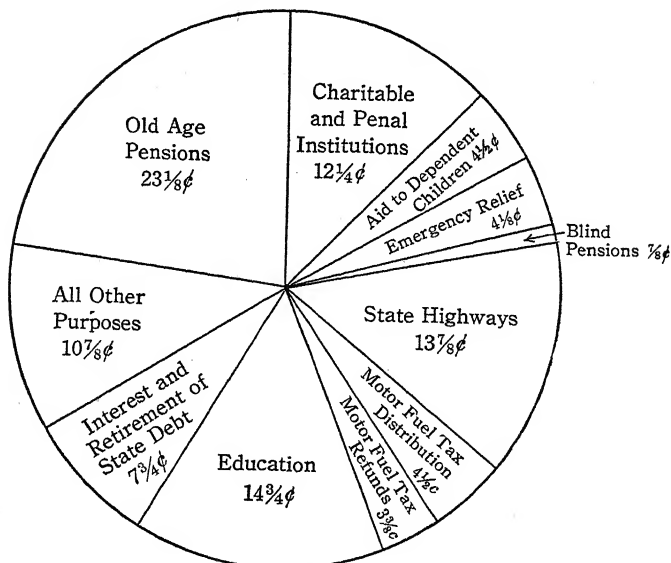 Charitable
and Penal
Institutions
12¼¢
Aid to Dependent
Children 4½¢
Emergency Relief
4⅛¢
Blind
Pensions ⅞¢
State Highways
13⅞¢
Motor Fuel Tax
Distribution
4½c
Motor Fuel Tax
Refunds 3⅜c
Education
14¾¢
Interest and
Retirement of
State Debt
7¾¢
All Other
Purposes
10⅞¢
Old Age
Pensions
23⅛¢